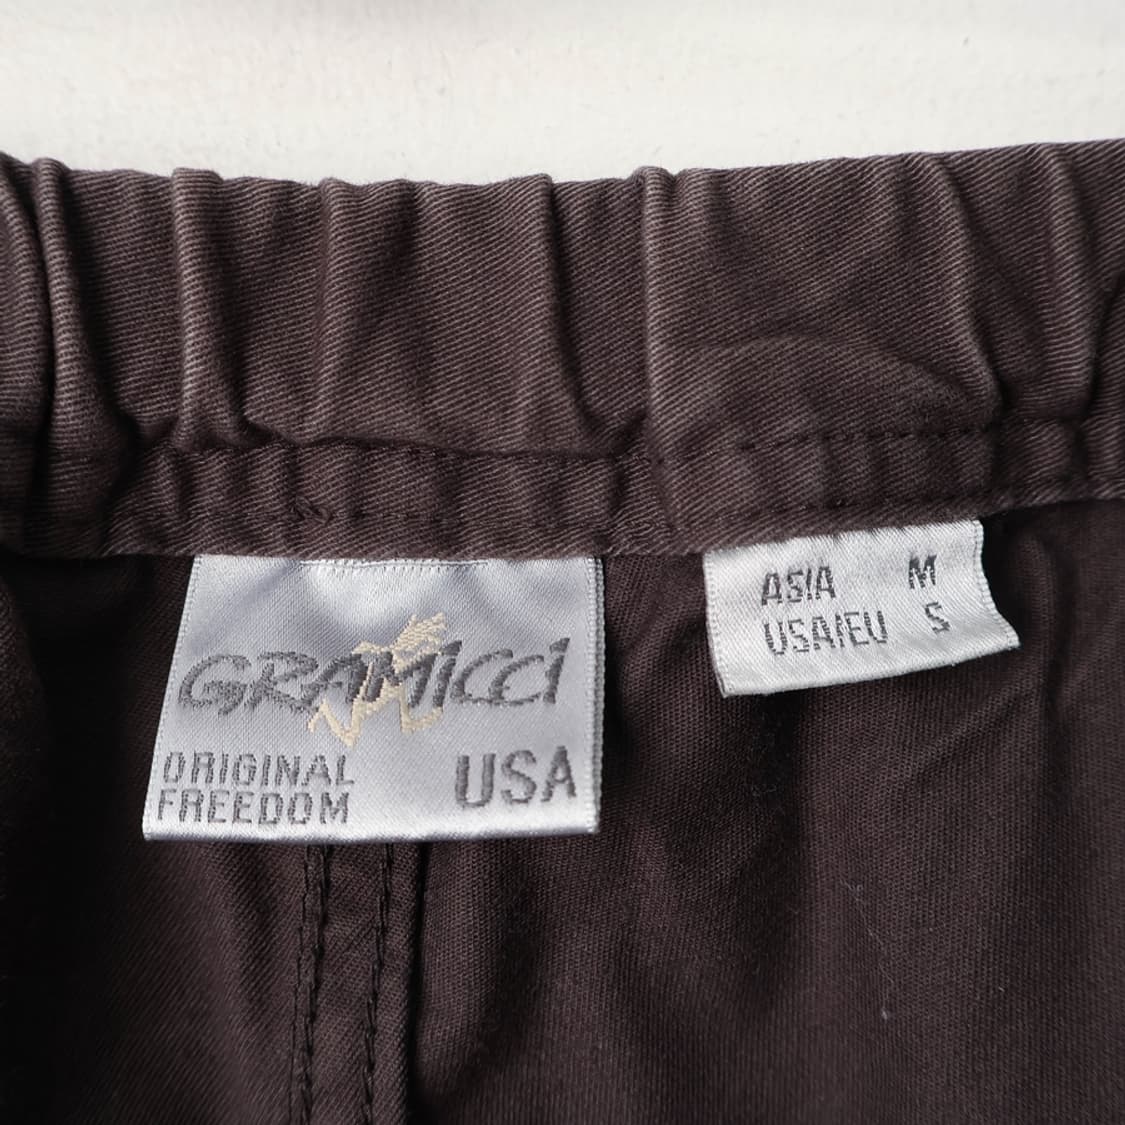 GRAMICCI
ORIGINAL
FREEDOM
USA
ASIA M
USA/EU S